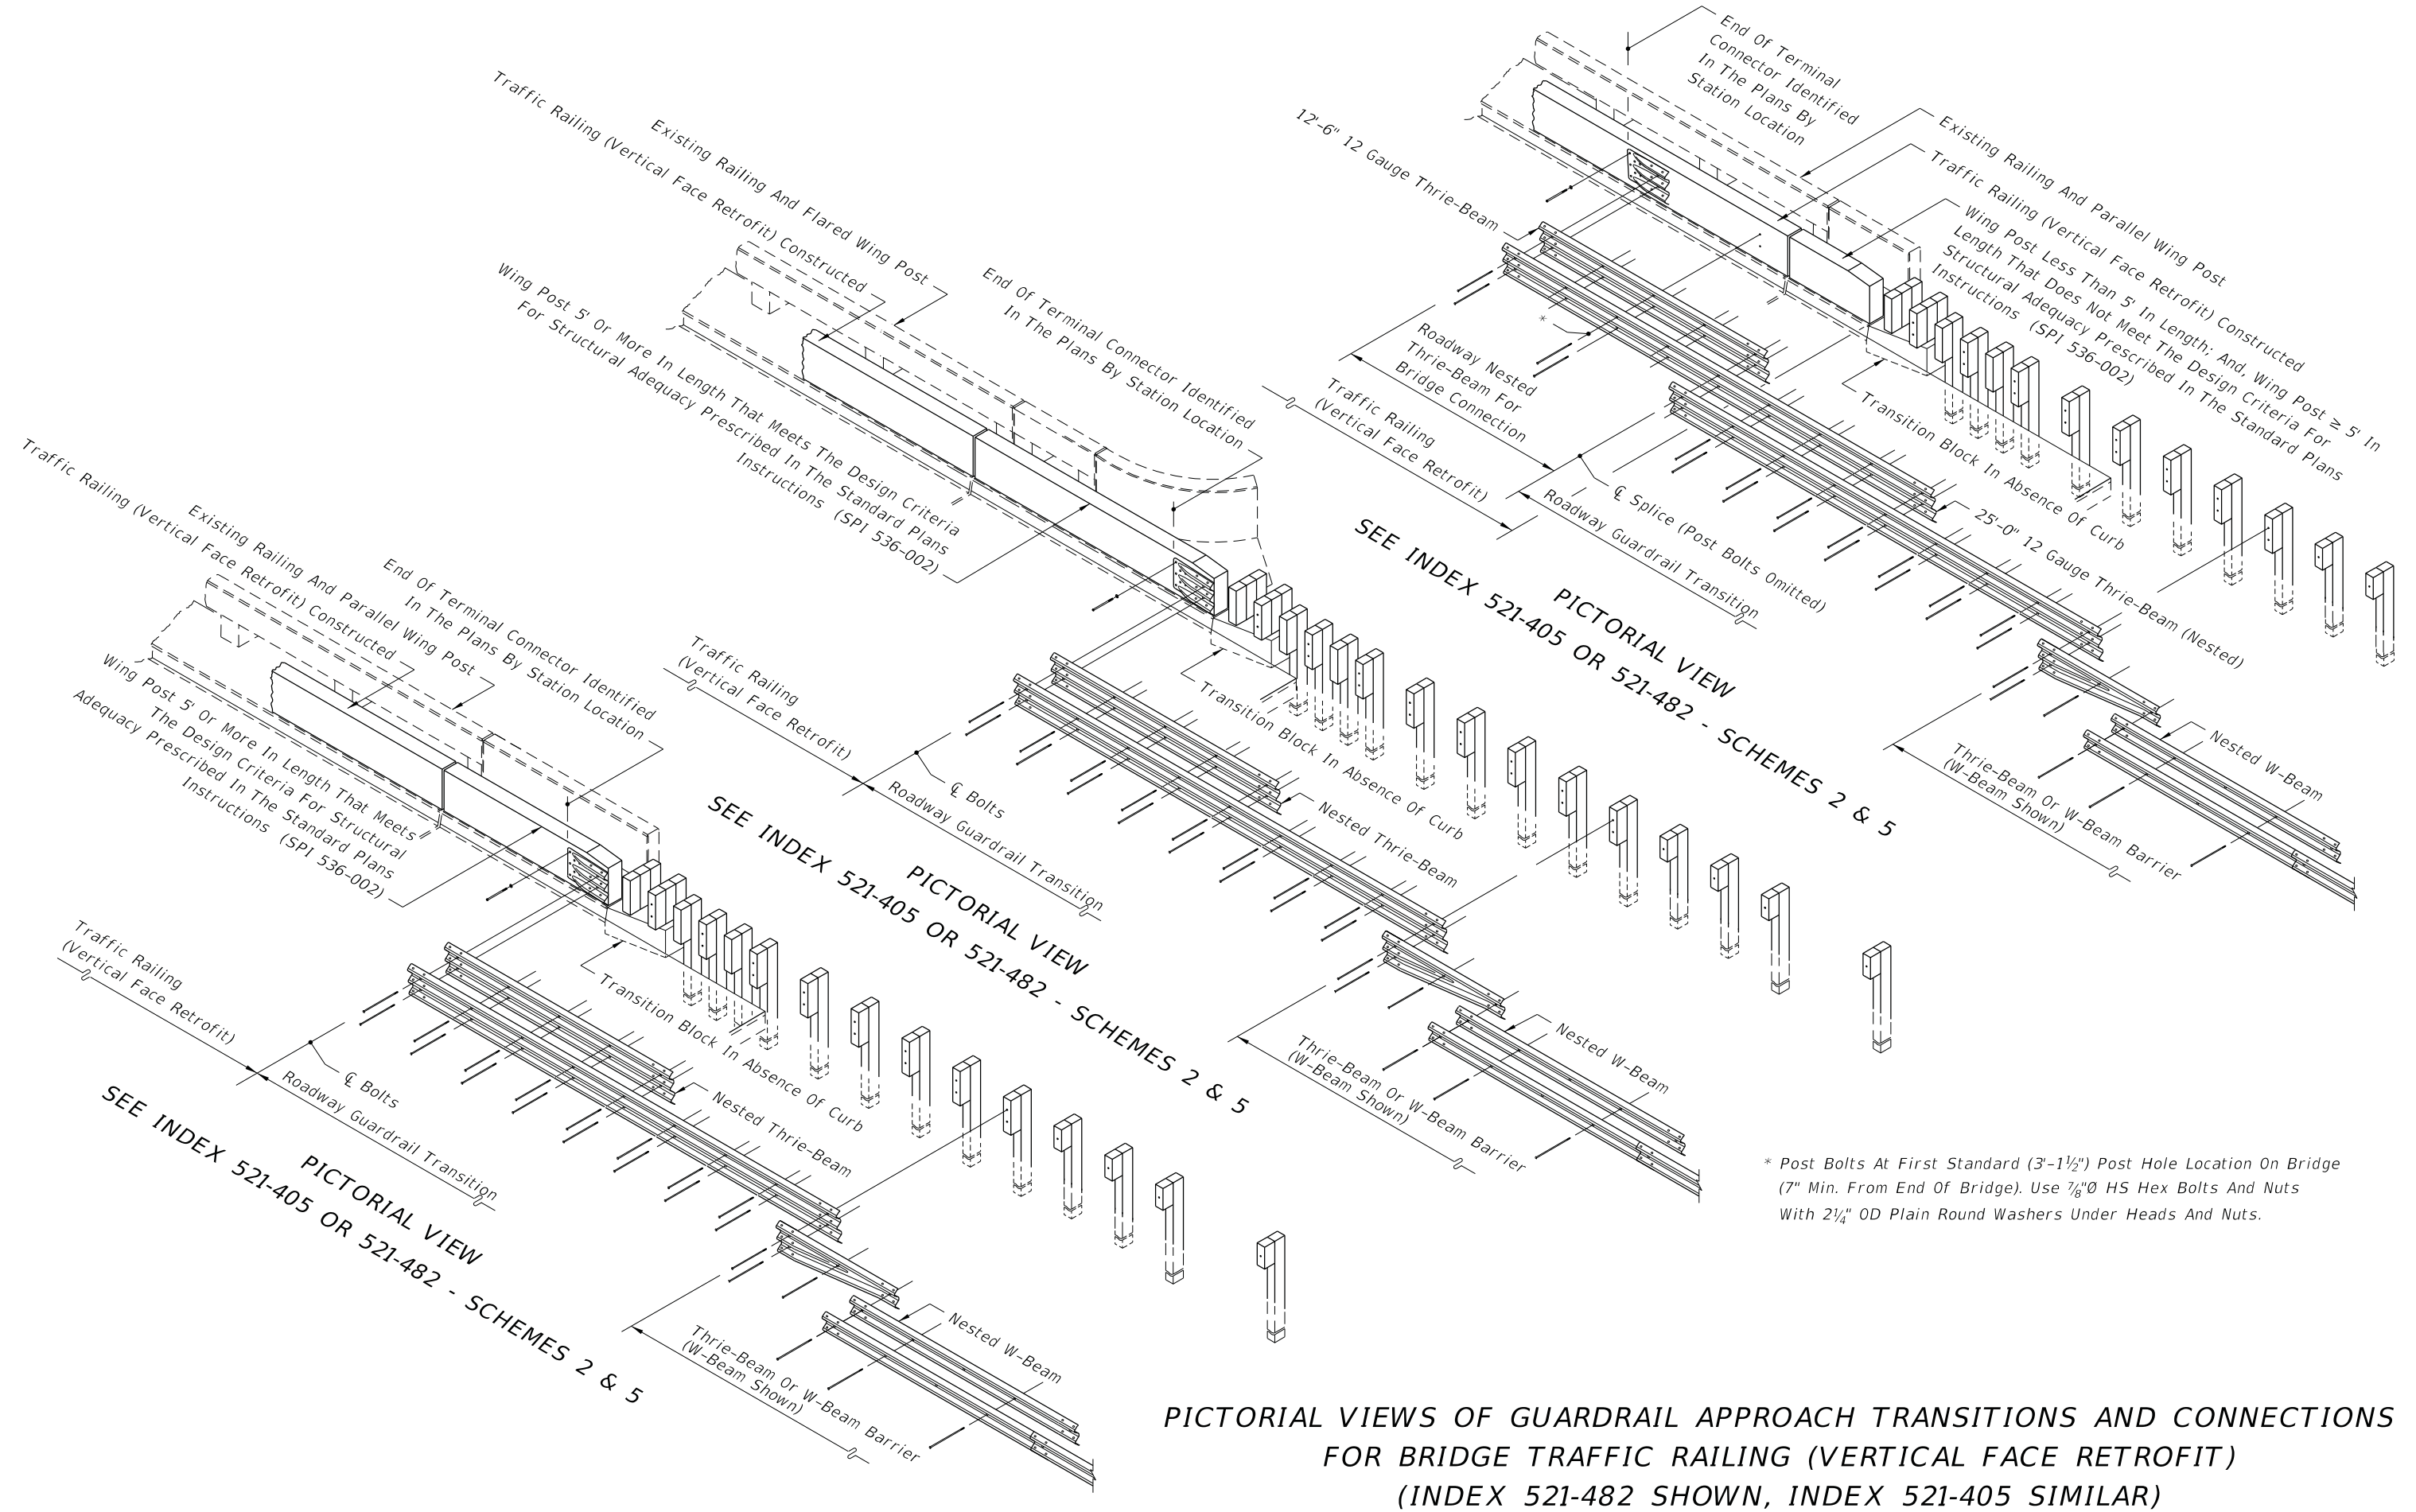 End Of Terminal
Connector Identified
In The Plans By
Station Location
Existing Railing And Parallel Wing Post
Traffic Railing (Vertical Face Retrofit) Constructed
Wing Post Less Than 5' In Length; And, Wing Post ≥ 5' In
Length That Does Not Meet The Design Criteria For
Structural Adequacy Prescribed In The Standard Plans
Instructions (SPI 536-002)
12'-6" 12 Gauge Thrie-Beam
*
Roadway Nested
Thrie-Beam For
Bridge Connection
Traffic Railing
(Vertical Face Retrofit)
Transition Block In Absence Of Curb
℄ Splice (Post Bolts Omitted)
Roadway Guardrail Transition
25'-0" 12 Gauge Thrie-Beam (Nested)
Nested W-Beam
Thrie-Beam Or W-Beam Barrier
(W-Beam Shown)
PICTORIAL VIEW
SEE INDEX 521-405 OR 521-482 - SCHEMES 2 & 5
Existing Railing And Flared Wing Post
Traffic Railing (Vertical Face Retrofit) Constructed
End Of Terminal Connector Identified
In The Plans By Station Location
Wing Post 5' Or More In Length That Meets The Design Criteria
For Structural Adequacy Prescribed In The Standard Plans
Instructions (SPI 536-002)
Traffic Railing
(Vertical Face Retrofit)
℄ Bolts
Roadway Guardrail Transition
Transition Block In Absence Of Curb
Nested Thrie-Beam
Nested W-Beam
Thrie-Beam Or W-Beam Barrier
(W-Beam Shown)
PICTORIAL VIEW
SEE INDEX 521-405 OR 521-482 - SCHEMES 2 & 5
End Of Terminal Connector Identified
In The Plans By Station Location
Existing Railing And Parallel Wing Post
Traffic Railing (Vertical Face Retrofit) Constructed
Wing Post 5' Or More In Length That Meets
The Design Criteria For Structural
Adequacy Prescribed In The Standard Plans
Instructions (SPI 536-002)
Traffic Railing
(Vertical Face Retrofit)
℄ Bolts
Roadway Guardrail Transition
Transition Block In Absence Of Curb
Nested Thrie-Beam
Nested W-Beam
Thrie-Beam Or W-Beam Barrier
(W-Beam Shown)
PICTORIAL VIEW
SEE INDEX 521-405 OR 521-482 - SCHEMES 2 & 5
* Post Bolts At First Standard (3'-1½") Post Hole Location On Bridge
(7" Min. From End Of Bridge). Use ⅞"Ø HS Hex Bolts And Nuts
With 2¼" OD Plain Round Washers Under Heads And Nuts.
PICTORIAL VIEWS OF GUARDRAIL APPROACH TRANSITIONS AND CONNECTIONS
FOR BRIDGE TRAFFIC RAILING (VERTICAL FACE RETROFIT)
(INDEX 521-482 SHOWN, INDEX 521-405 SIMILAR)